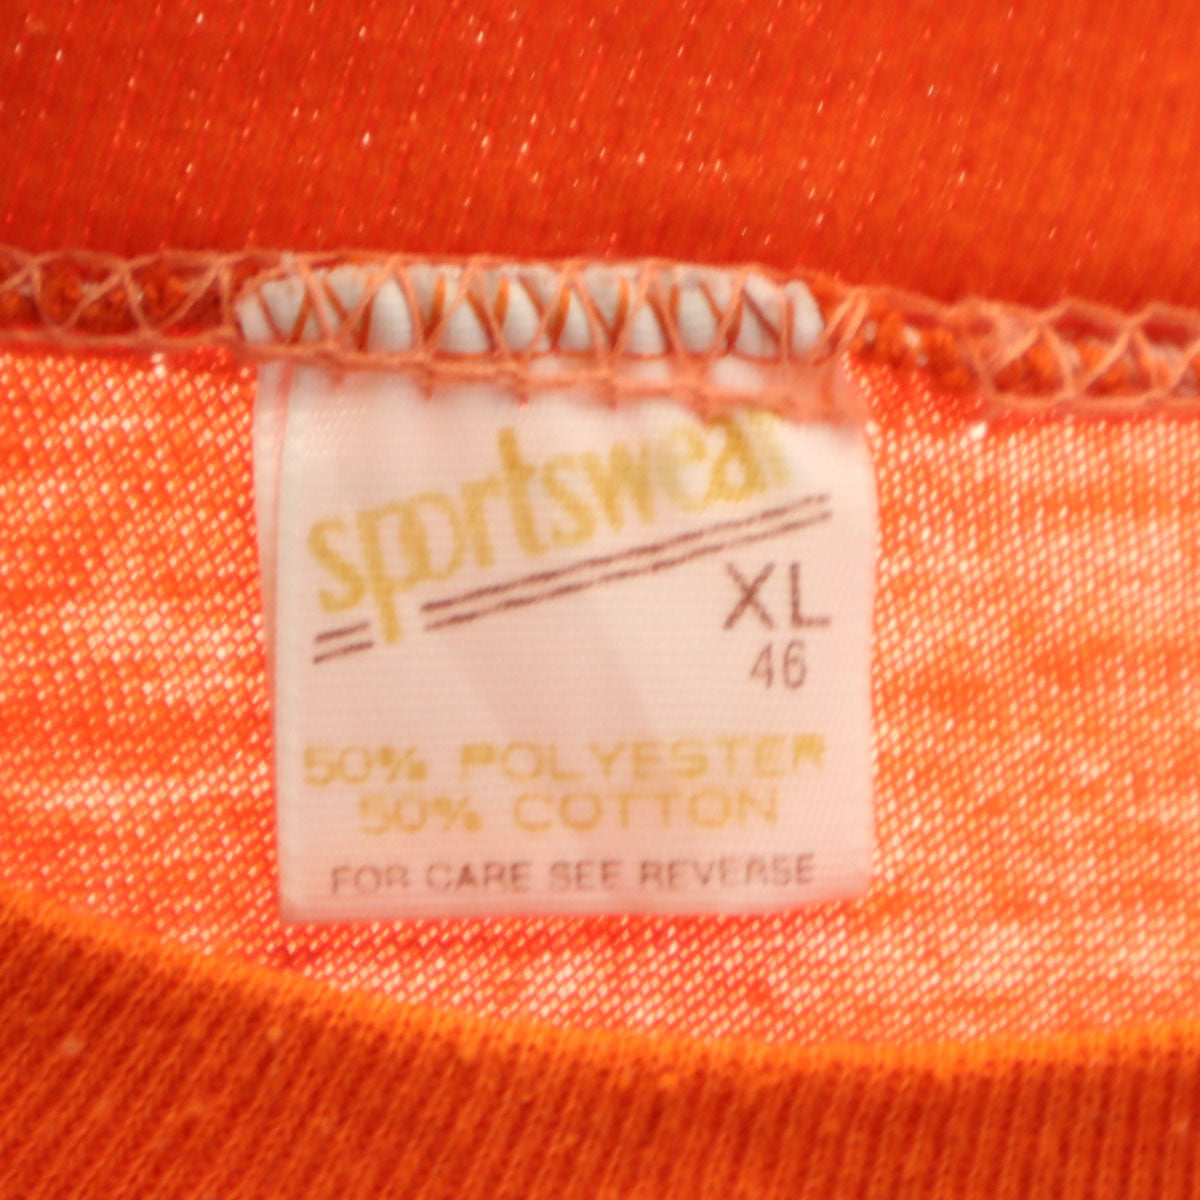 sportswear
XL
46
50% POLYESTER
50% COTTON
FOR CARE SEE REVERSE